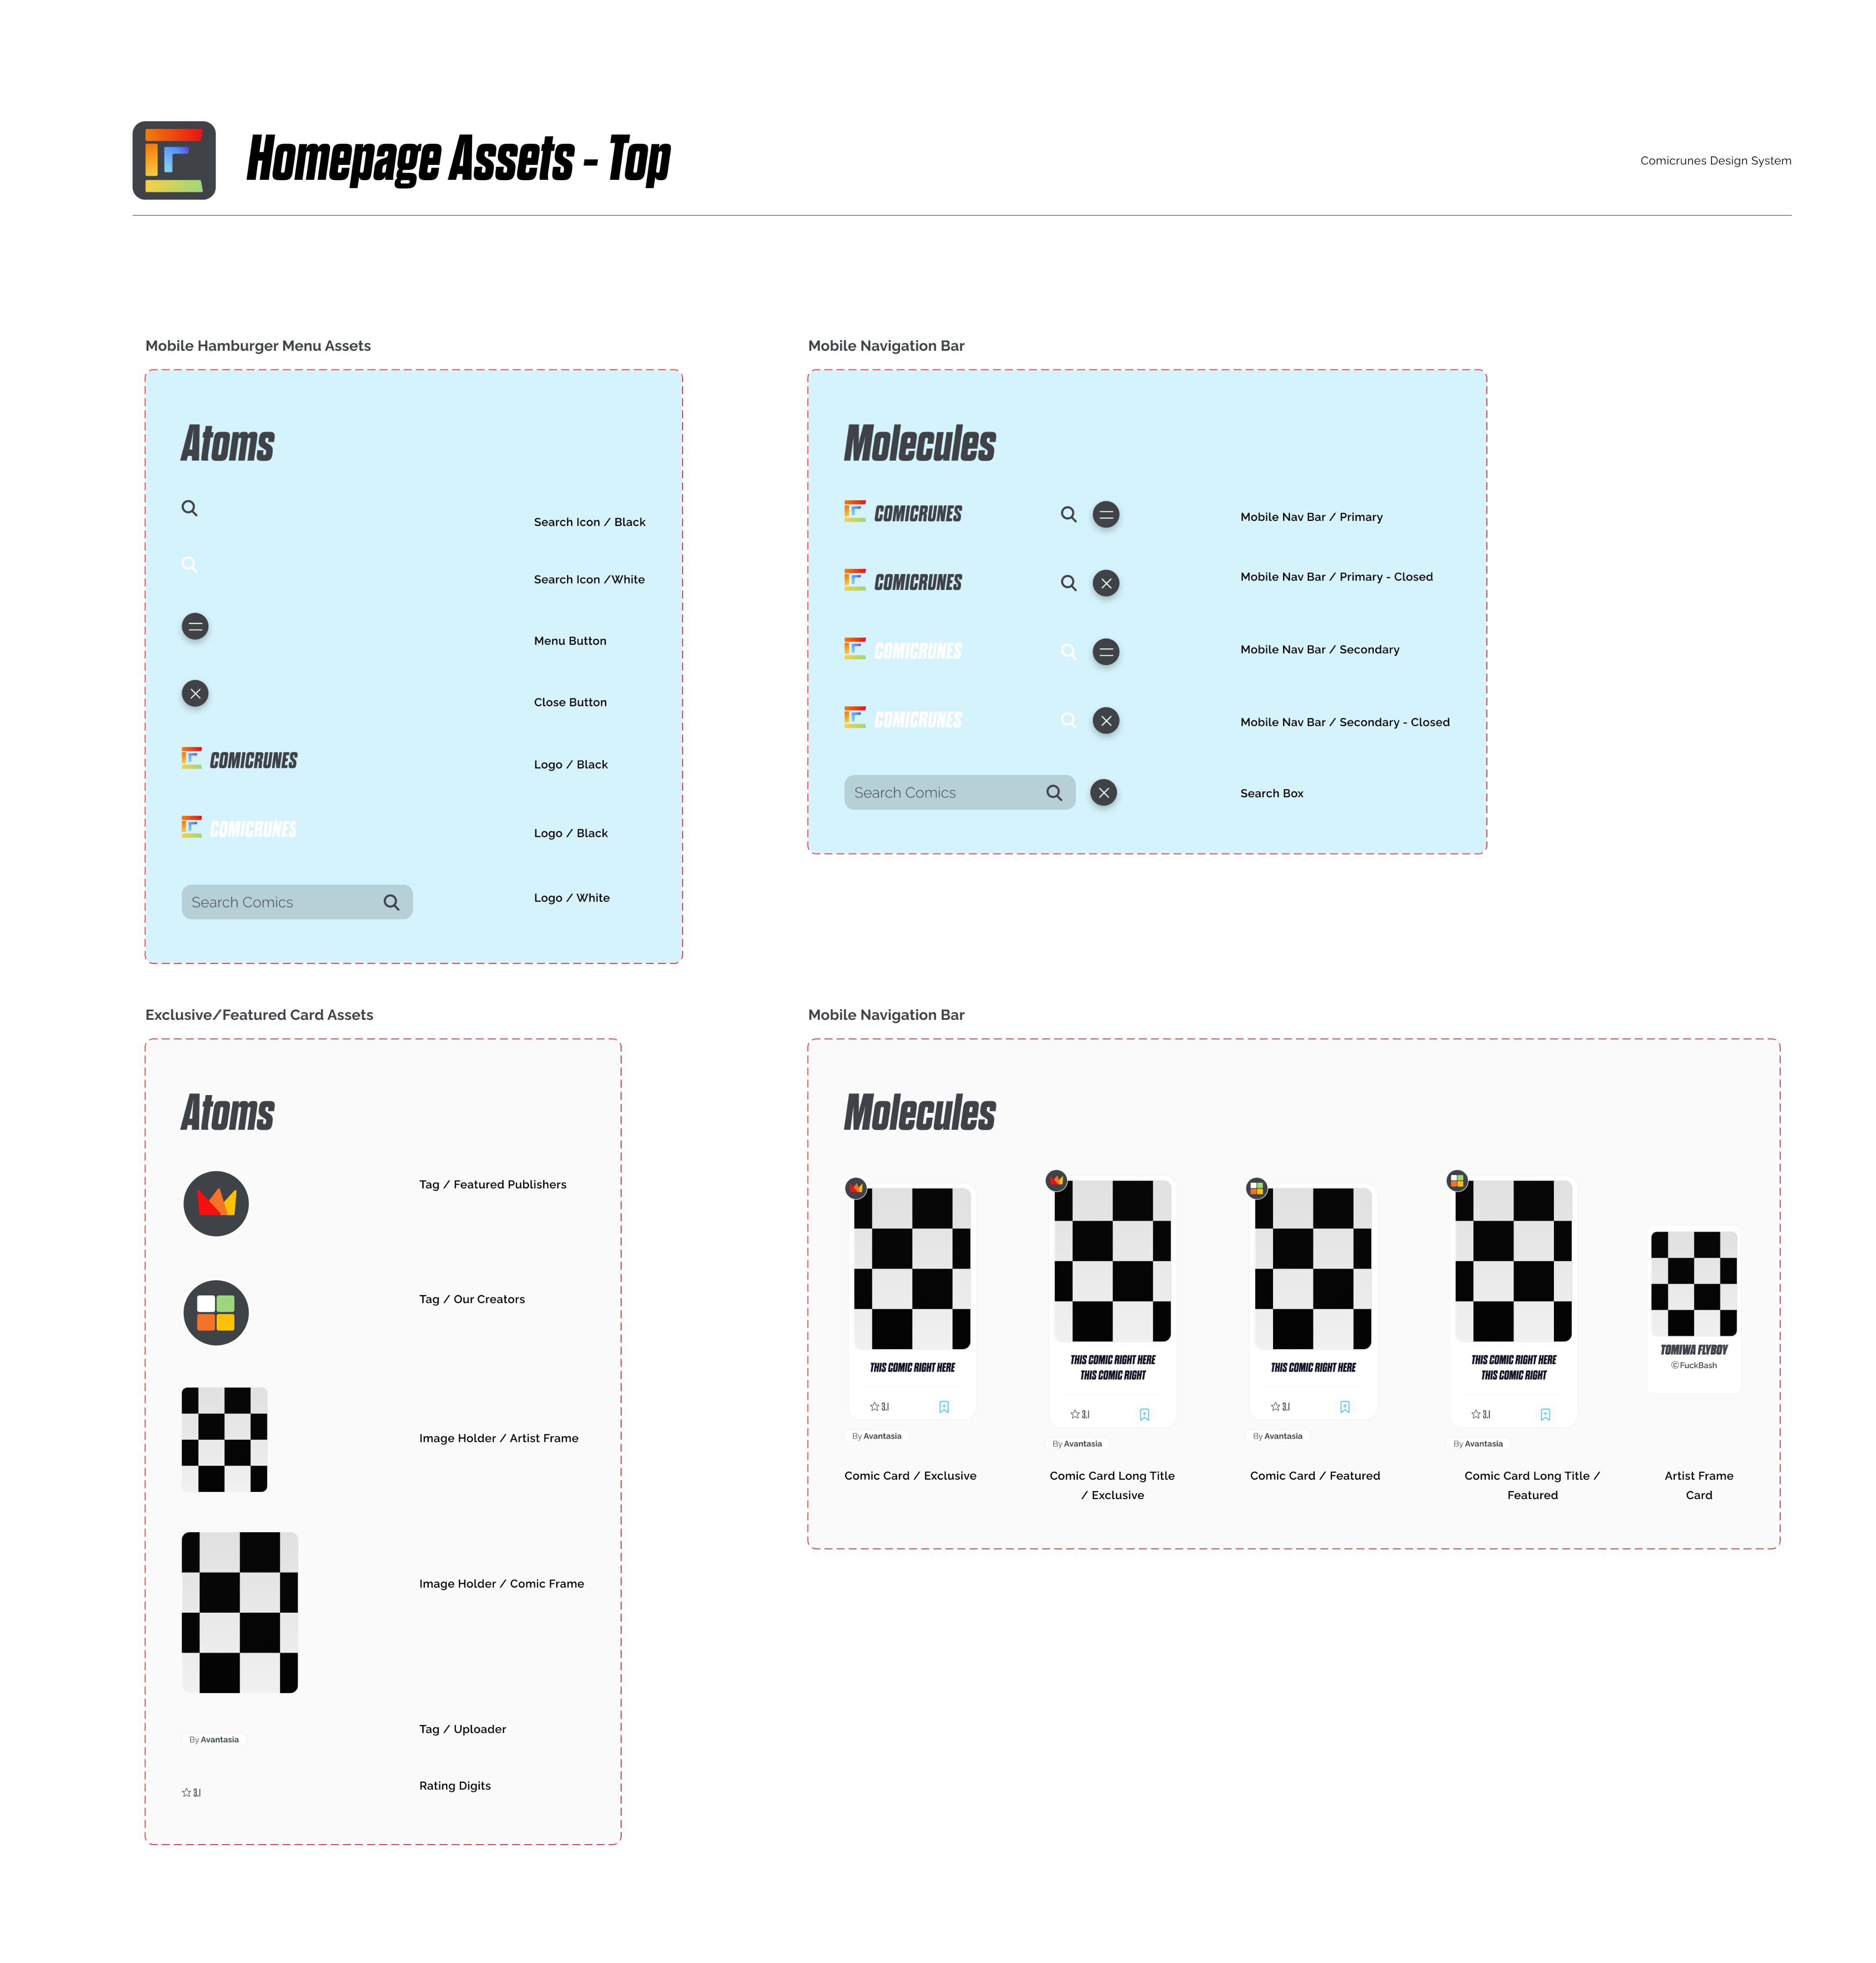 Homepage Assets - Top
Comicrunes Design System
Mobile Hamburger Menu Assets
Atoms
Search Icon / Black
Search Icon /White
Menu Button
Close Button
COMICRUNES
Logo / Black
COMICRUNES
Logo / Black
Search Comics
Logo / White
Mobile Navigation Bar
Molecules
COMICRUNES
Mobile Nav Bar / Primary
COMICRUNES
Mobile Nav Bar / Primary - Closed
COMICRUNES
Mobile Nav Bar / Secondary
COMICRUNES
Mobile Nav Bar / Secondary - Closed
Search Comics
Search Box
Exclusive/Featured Card Assets
Atoms
Tag / Featured Publishers
Tag / Our Creators
Image Holder / Artist Frame
Image Holder / Comic Frame
By Avantasia
Tag / Uploader
3.1
Rating Digits
Mobile Navigation Bar
Molecules
THIS COMIC RIGHT HERE
3.1
By Avantasia
Comic Card / Exclusive
THIS COMIC RIGHT HERE
THIS COMIC RIGHT
3.1
By Avantasia
Comic Card Long Title
/ Exclusive
THIS COMIC RIGHT HERE
3.1
By Avantasia
Comic Card / Featured
THIS COMIC RIGHT HERE
THIS COMIC RIGHT
3.1
By Avantasia
Comic Card Long Title /
Featured
TOMIWA FLYBOY
©FuckBash
Artist Frame
Card